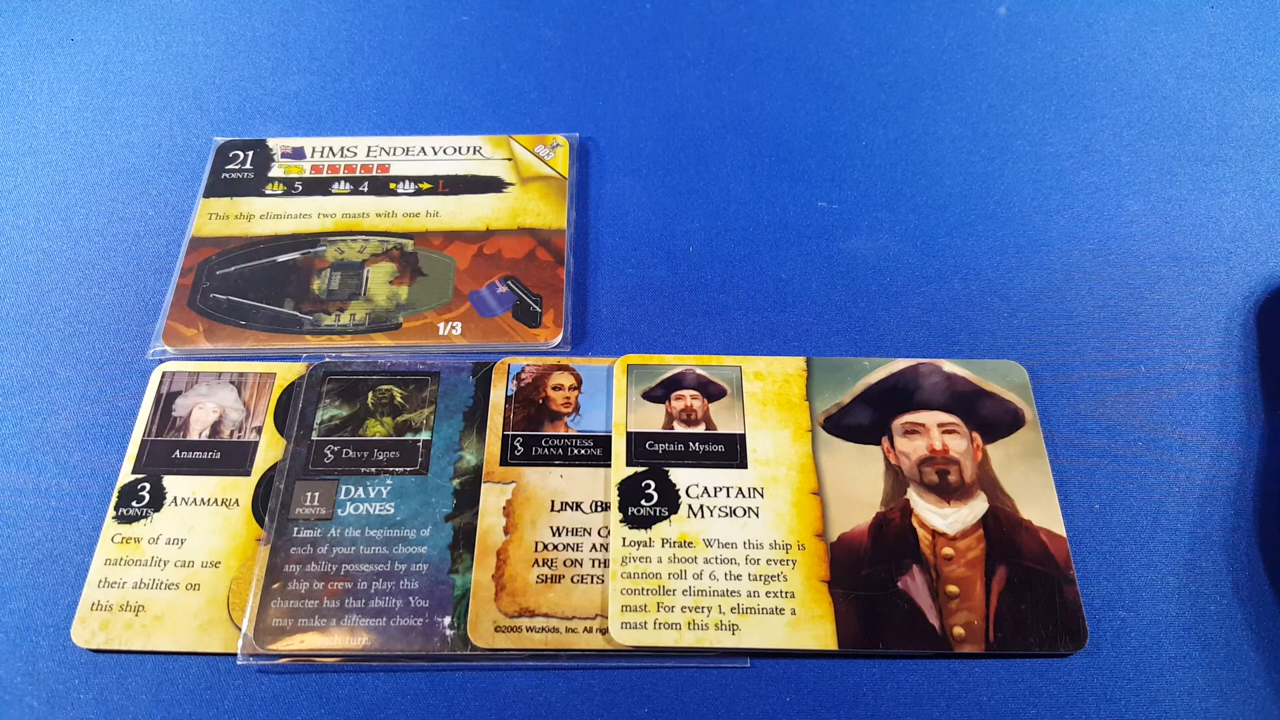 21
POINTS
HMS ENDEAVOUR
003
5 4 L
This ship eliminates two masts with one hit.
1/3
Anamaria
3
POINTS
ANAMARIA
Crew of any
nationality can use
their abilities on
this ship.
Davy Jones
11
POINTS
DAVY
JONES
Limit. At the beginning of
each of your turns, choose
any ability possessed by any
ship or crew in play; this
character has that ability. You
may make a different choice
each turn.
COUNTESS
DIANA DOONE
LINK (BR
WHEN C
DOONE AN
ARE ON TH
SHIP GETS
©2005 WizKids, Inc. All rig
Captain Mysion
3
POINTS
CAPTAIN
MYSION
Loyal: Pirate. When this ship is
given a shoot action, for every
cannon roll of 6, the target's
controller eliminates an extra
mast. For every 1, eliminate a
mast from this ship.